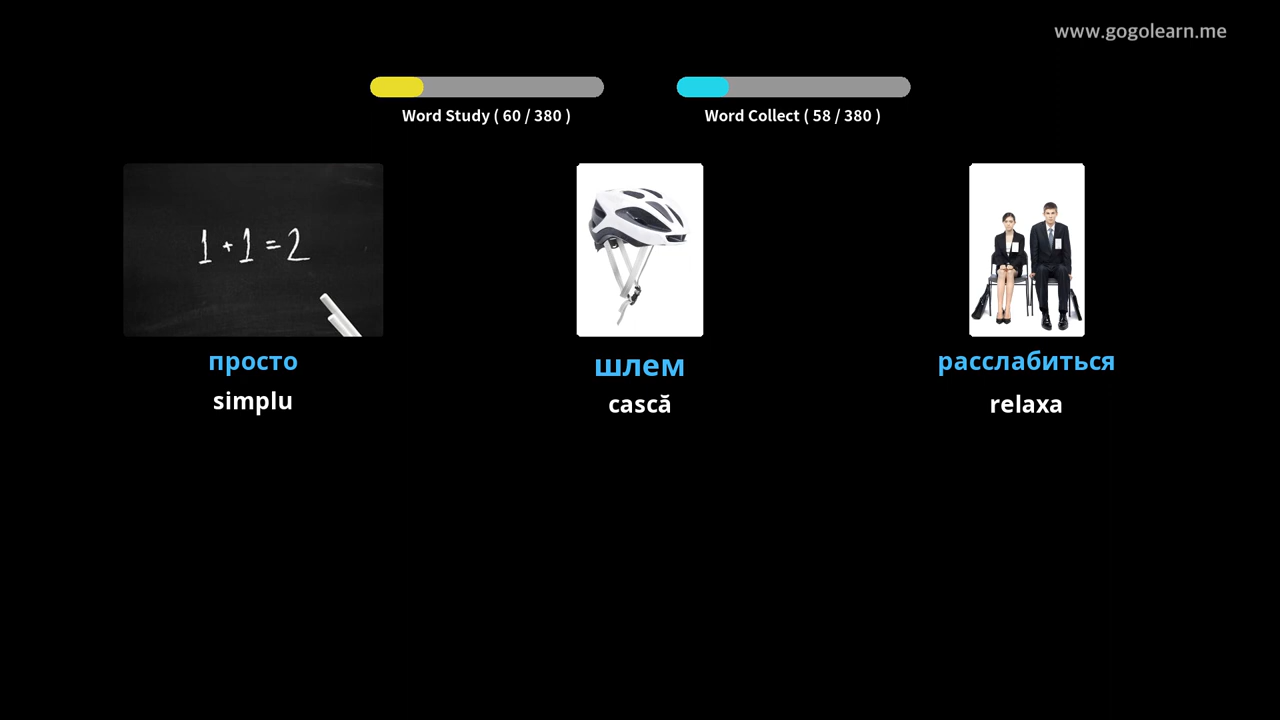 www.gogolearn.me
Word Study ( 60 / 380 )
Word Collect ( 58 / 380 )
1 + 1 = 2
просто
simplu
шлем
cască
расслабиться
relaxa